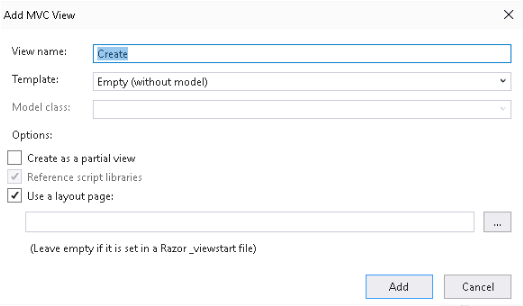 Add MVC View
View name: Create
Template: Empty (without model)
Model class:
Options:
Create as a partial view
Reference script libraries
Use a layout page:
...
(Leave empty if it is set in a Razor _viewstart file)
Add Cancel